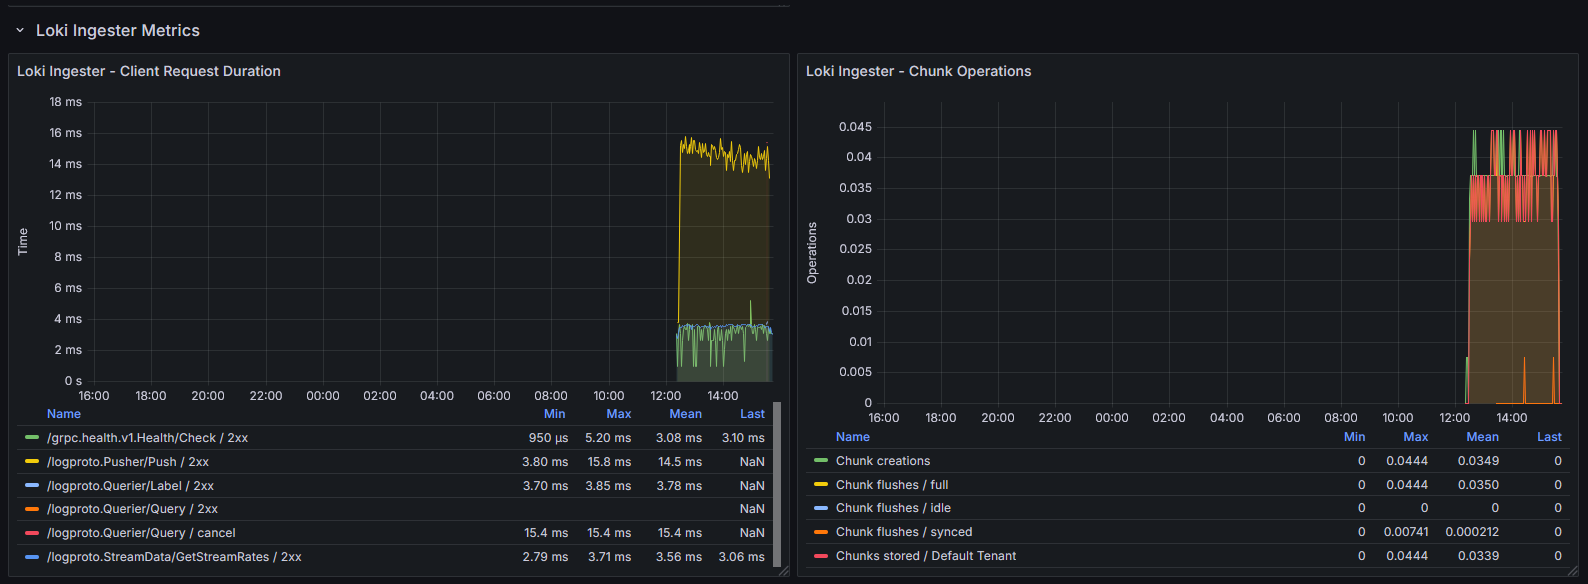 Loki Ingester Metrics
Loki Ingester - Client Request Duration
18 ms
16 ms
14 ms
12 ms
10 ms
8 ms
6 ms
4 ms
2 ms
0 s
Time
16:00 18:00 20:00 22:00 00:00 02:00 04:00 06:00 08:00 10:00 12:00 14:00
Name Min Max Mean Last
/grpc.health.v1.Health/Check / 2xx 950 µs 5.20 ms 3.08 ms 3.10 ms
/logproto.Pusher/Push / 2xx 3.80 ms 15.8 ms 14.5 ms NaN
/logproto.Querier/Label / 2xx 3.70 ms 3.85 ms 3.78 ms NaN
/logproto.Querier/Query / 2xx NaN
/logproto.Querier/Query / cancel 15.4 ms 15.4 ms 15.4 ms NaN
/logproto.StreamData/GetStreamRates / 2xx 2.79 ms 3.71 ms 3.56 ms 3.06 ms
Loki Ingester - Chunk Operations
0.045
0.04
0.035
0.03
0.025
0.02
0.015
0.01
0.005
0
Operations
16:00 18:00 20:00 22:00 00:00 02:00 04:00 06:00 08:00 10:00 12:00 14:00
Name Min Max Mean Last
Chunk creations 0 0.0444 0.0349 0
Chunk flushes / full 0 0.0444 0.0350 0
Chunk flushes / idle 0 0 0 0
Chunk flushes / synced 0 0.00741 0.000212 0
Chunks stored / Default Tenant 0 0.0444 0.0339 0